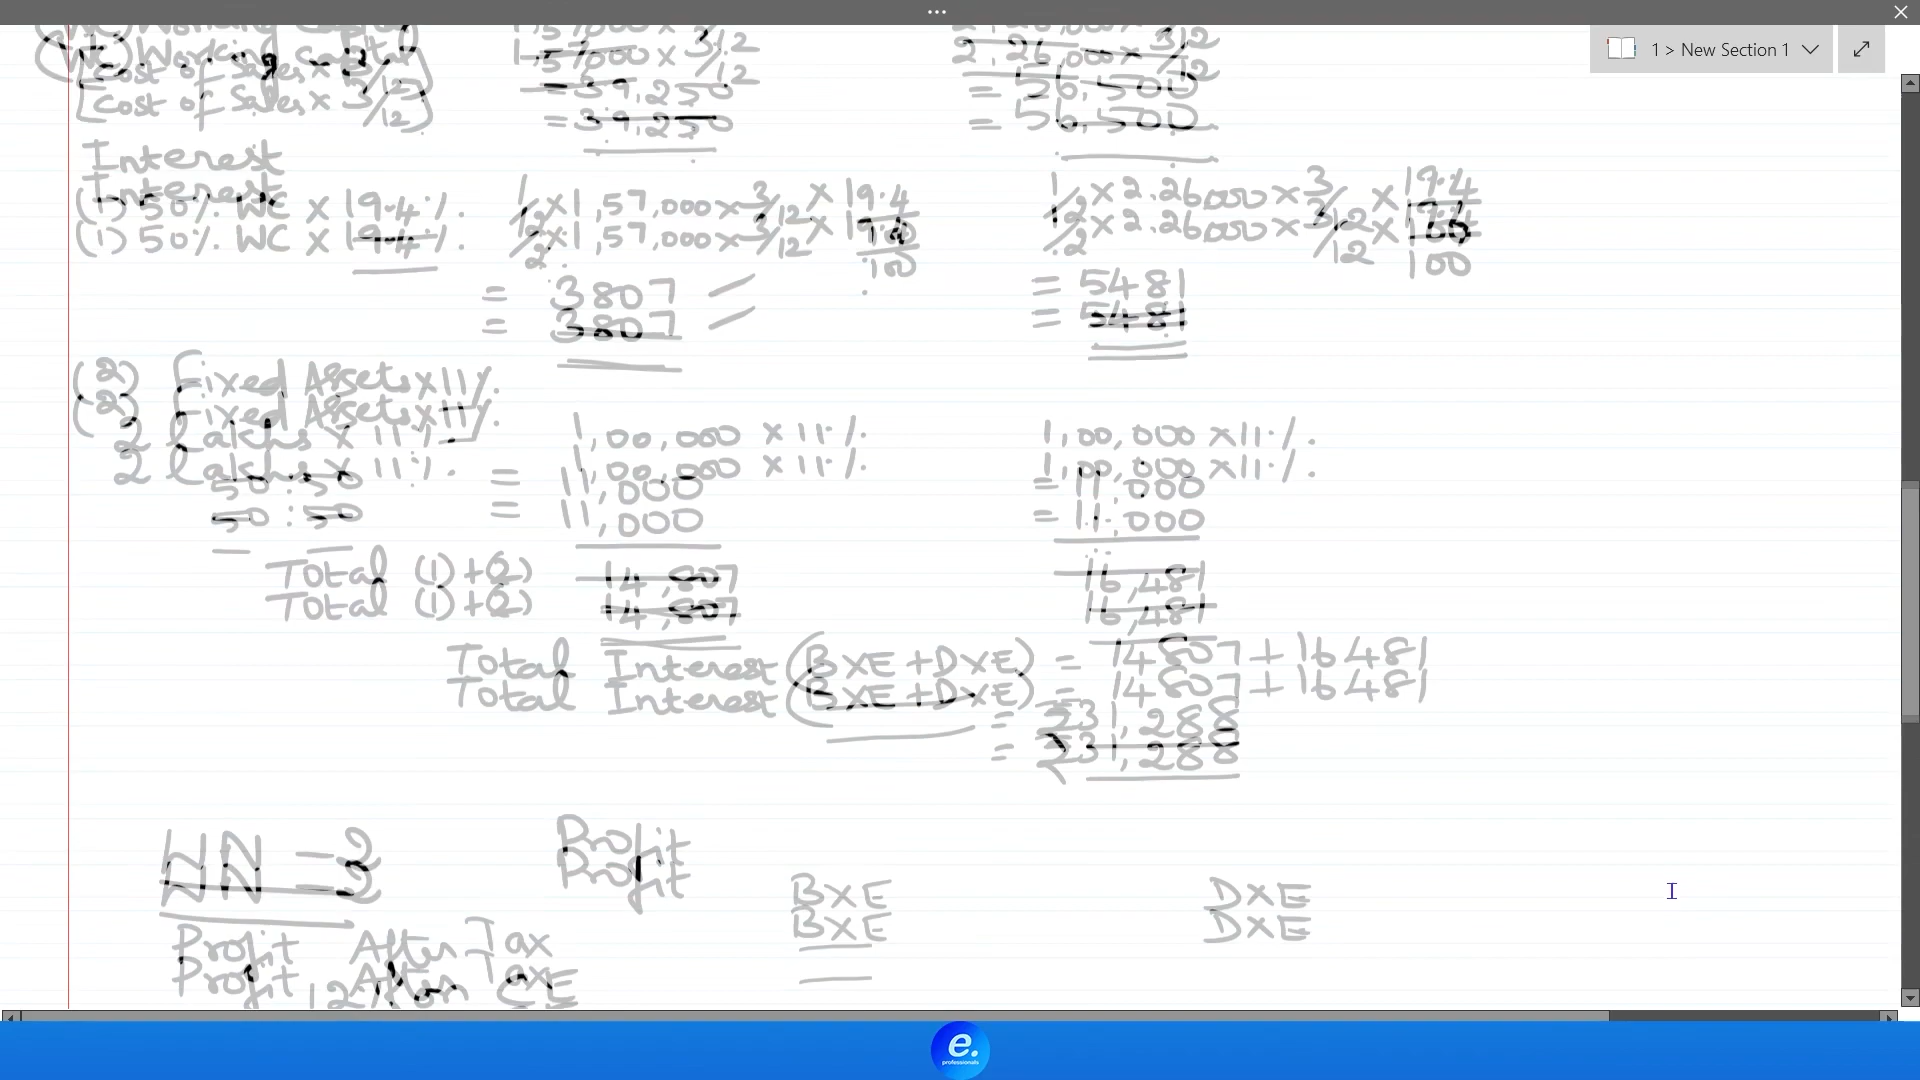 1 > New Section 1
(WC) Working Capital 1,57,000 x 3/12 2,26,000 x 3/12
[Cost of Sales x 3/12] = 39,250 = 56,500
Interest
(1) 50% WC x 19.4%. 1/2 x 1,57,000 x 3/12 x 19.4/100 1/2 x 2.26,000 x 3/12 x 19.4/100
= 3807 = 5481
(2) Fixed Assets x 11%.
2 lakhs x 11%. 1,00,000 x 11%. 1,00,000 x 11%.
50 : 50 = 11,000 = 11,000
Total (1)+(2) 14,807 16,481
Total Interest (BXE + DXE) = 14807 + 16481
= ₹31,288
WN - 3 Profit
BXE DXE
Profit After Tax
12% on CE
e.
professionals